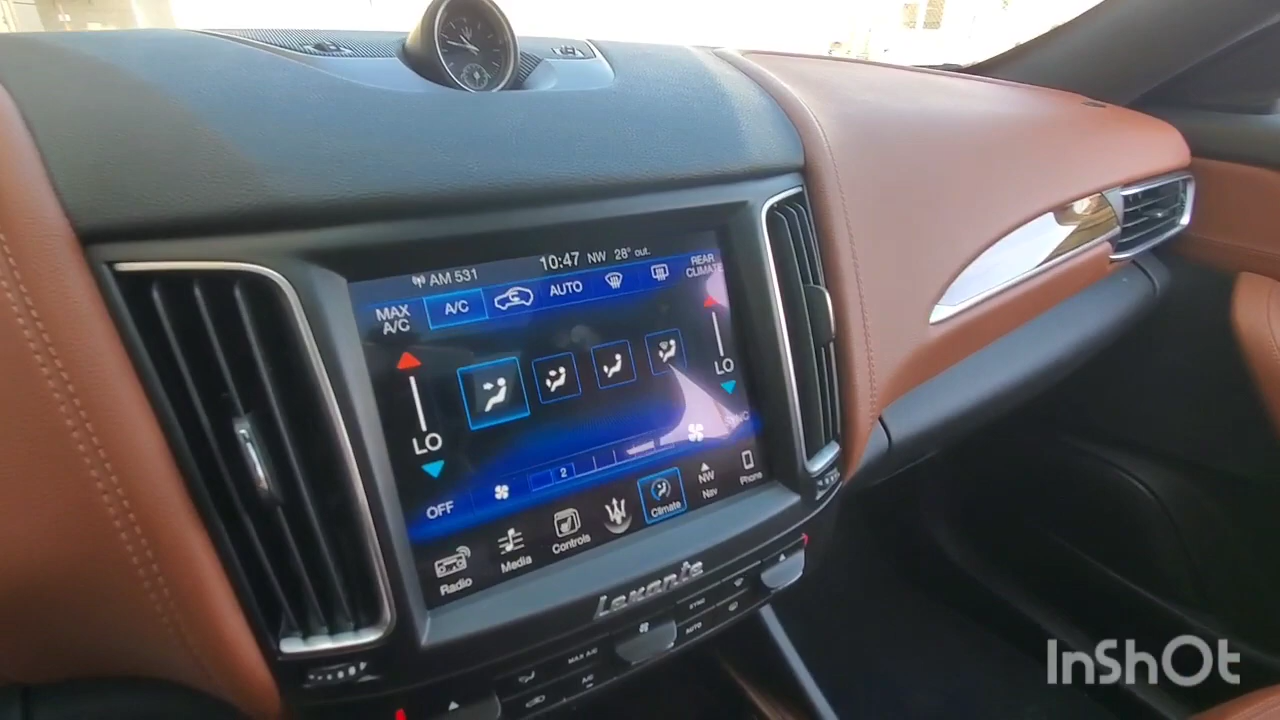 AM 531
10:47 NW 28° out.
MAX A/C
A/C
AUTO
REAR CLIMATE
LO
LO
SYNC
OFF
2
Radio
Media
Controls
Climate
NW
Nav
Phone
Levante
SYNC
AUTO
MAX A/C
A/C
InShOt